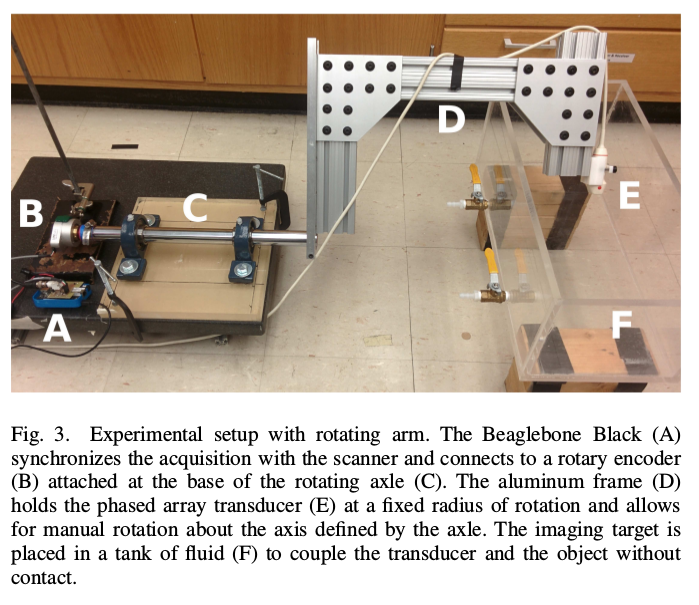 D
B
C
E
A
F
Fig. 3. Experimental setup with rotating arm. The Beaglebone Black (A)
synchronizes the acquisition with the scanner and connects to a rotary encoder
(B) attached at the base of the rotating axle (C). The aluminum frame (D)
holds the phased array transducer (E) at a fixed radius of rotation and allows
for manual rotation about the axis defined by the axle. The imaging target is
placed in a tank of fluid (F) to couple the transducer and the object without
contact.